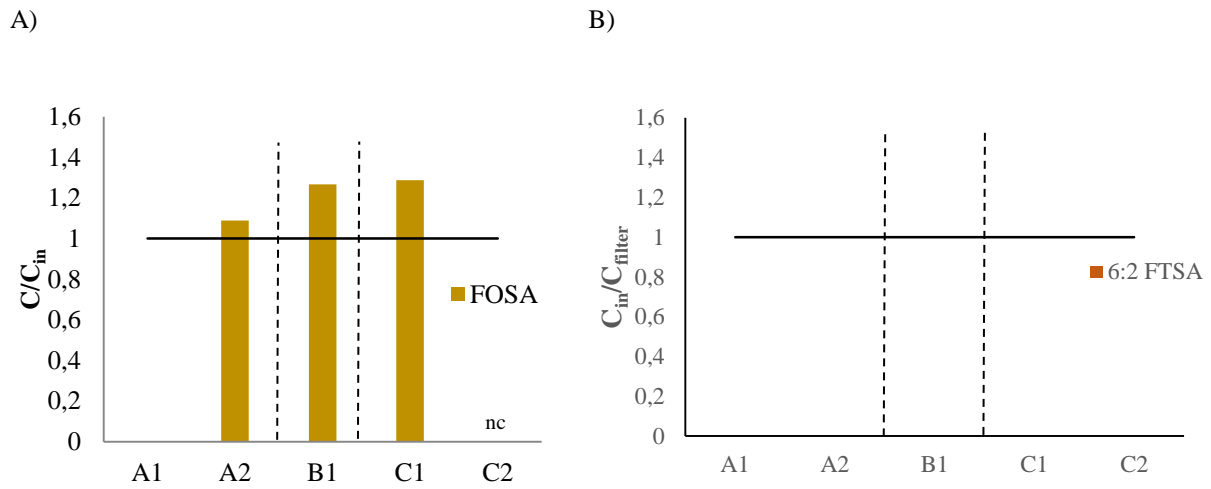 A)
B)
1,6
1,4
1,2
1
0,8
0,6
0,4
0,2
0
C/Cin
FOSA
nc
A1 A2 B1 C1 C2
1,6
1,4
1,2
1
0,8
0,6
0,4
0,2
0
Cin/Cfilter
6:2 FTSA
A1 A2 B1 C1 C2